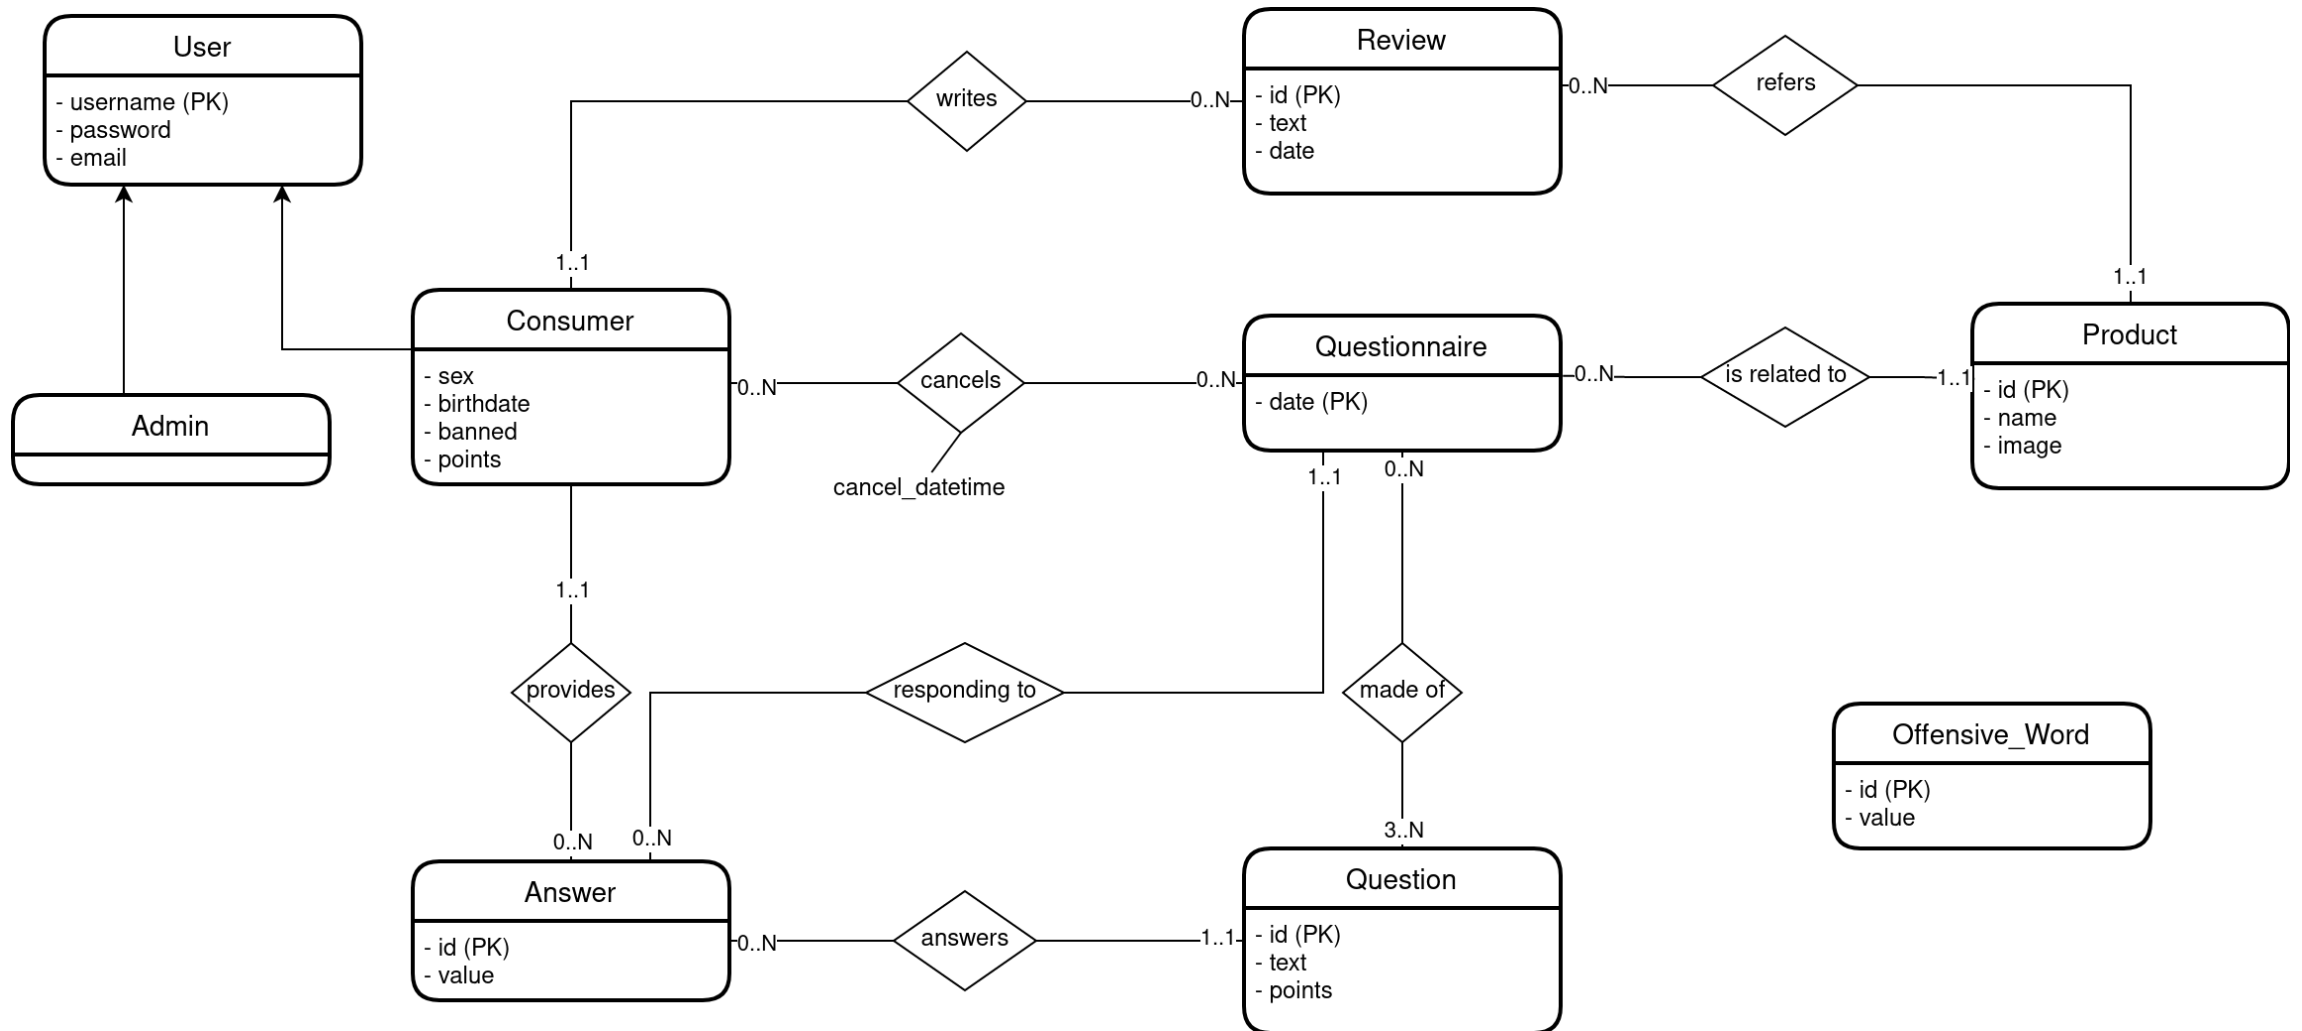 User
- username (PK)
- password
- email
Admin
Consumer
- sex
- birthdate
- banned
- points
1..1
writes
0..N
Review
- id (PK)
- text
- date
0..N
refers
1..1
0..N
cancels
cancel_datetime
0..N
Questionnaire
- date (PK)
0..N
is related to
1..1
Product
- id (PK)
- name
- image
1..1
provides
0..N
1..1
responding to
0..N
0..N
made of
3..N
Answer
- id (PK)
- value
0..N
answers
1..1
Question
- id (PK)
- text
- points
Offensive_Word
- id (PK)
- value